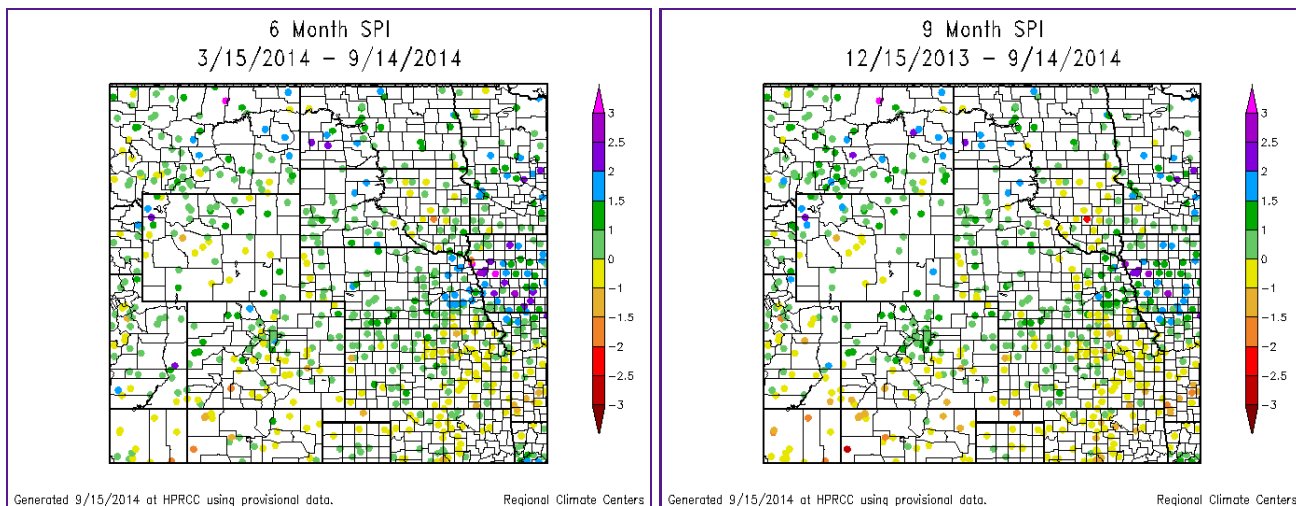 6 Month SPI
3/15/2014 – 9/14/2014
3
2.5
2
1.5
1
0
−1
−1.5
−2
−2.5
−3
Generated 9/15/2014 at HPRCC using provisional data.
Regional Climate Centers
9 Month SPI
12/15/2013 – 9/14/2014
3
2.5
2
1.5
1
0
−1
−1.5
−2
−2.5
−3
Generated 9/15/2014 at HPRCC using provisional data.
Regional Climate Centers